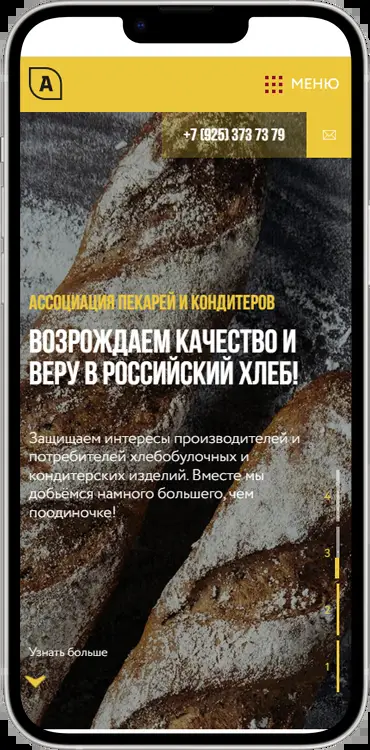 А
МЕНЮ
+7 (925) 373 73 79
АССОЦИАЦИЯ ПЕКАРЕЙ И КОНДИТЕРОВ
ВОЗРОЖДАЕМ КАЧЕСТВО И
ВЕРУ В РОССИЙСКИЙ ХЛЕБ!
Защищаем интересы производителей и
потребителей хлебобулочных и
кондитерских изделий. Вместе мы
добьёмся намного большего, чем
поодиночке!
4
3
2
1
Узнать больше